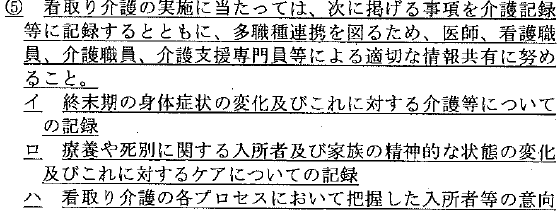 ⑤　看取り介護の実施に当たっては、次に掲げる事項を介護記録
等に記録するとともに、多職種連携を図るため、医師、看護職
員、介護職員、介護支援専門員等による適切な情報共有に努め
ること。
イ　終末期の身体症状の変化及びこれに対する介護等について
の記録
ロ　療養や死別に関する入所者及び家族の精神的な状態の変化
及びこれに対するケアについての記録
ハ　看取り介護の各プロセスにおいて把握した入所者等の意向